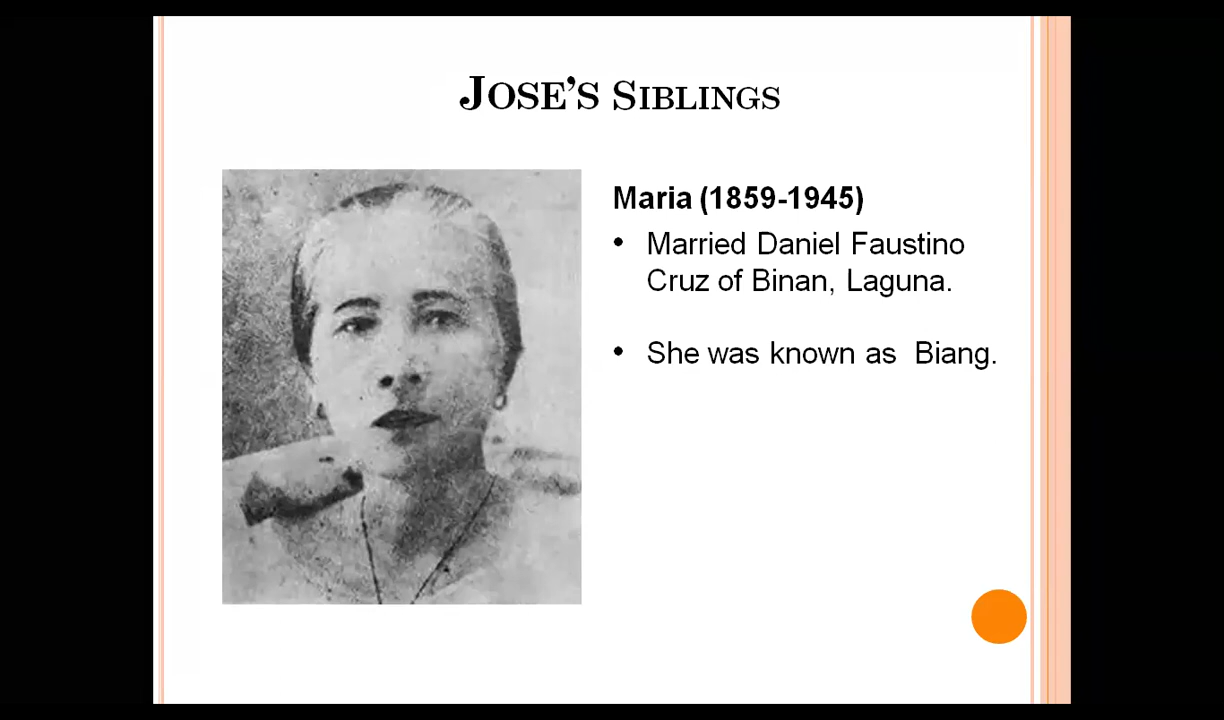 JOSE'S SIBLINGS
Maria (1859-1945)
• Married Daniel Faustino
Cruz of Binan, Laguna.
• She was known as Biang.